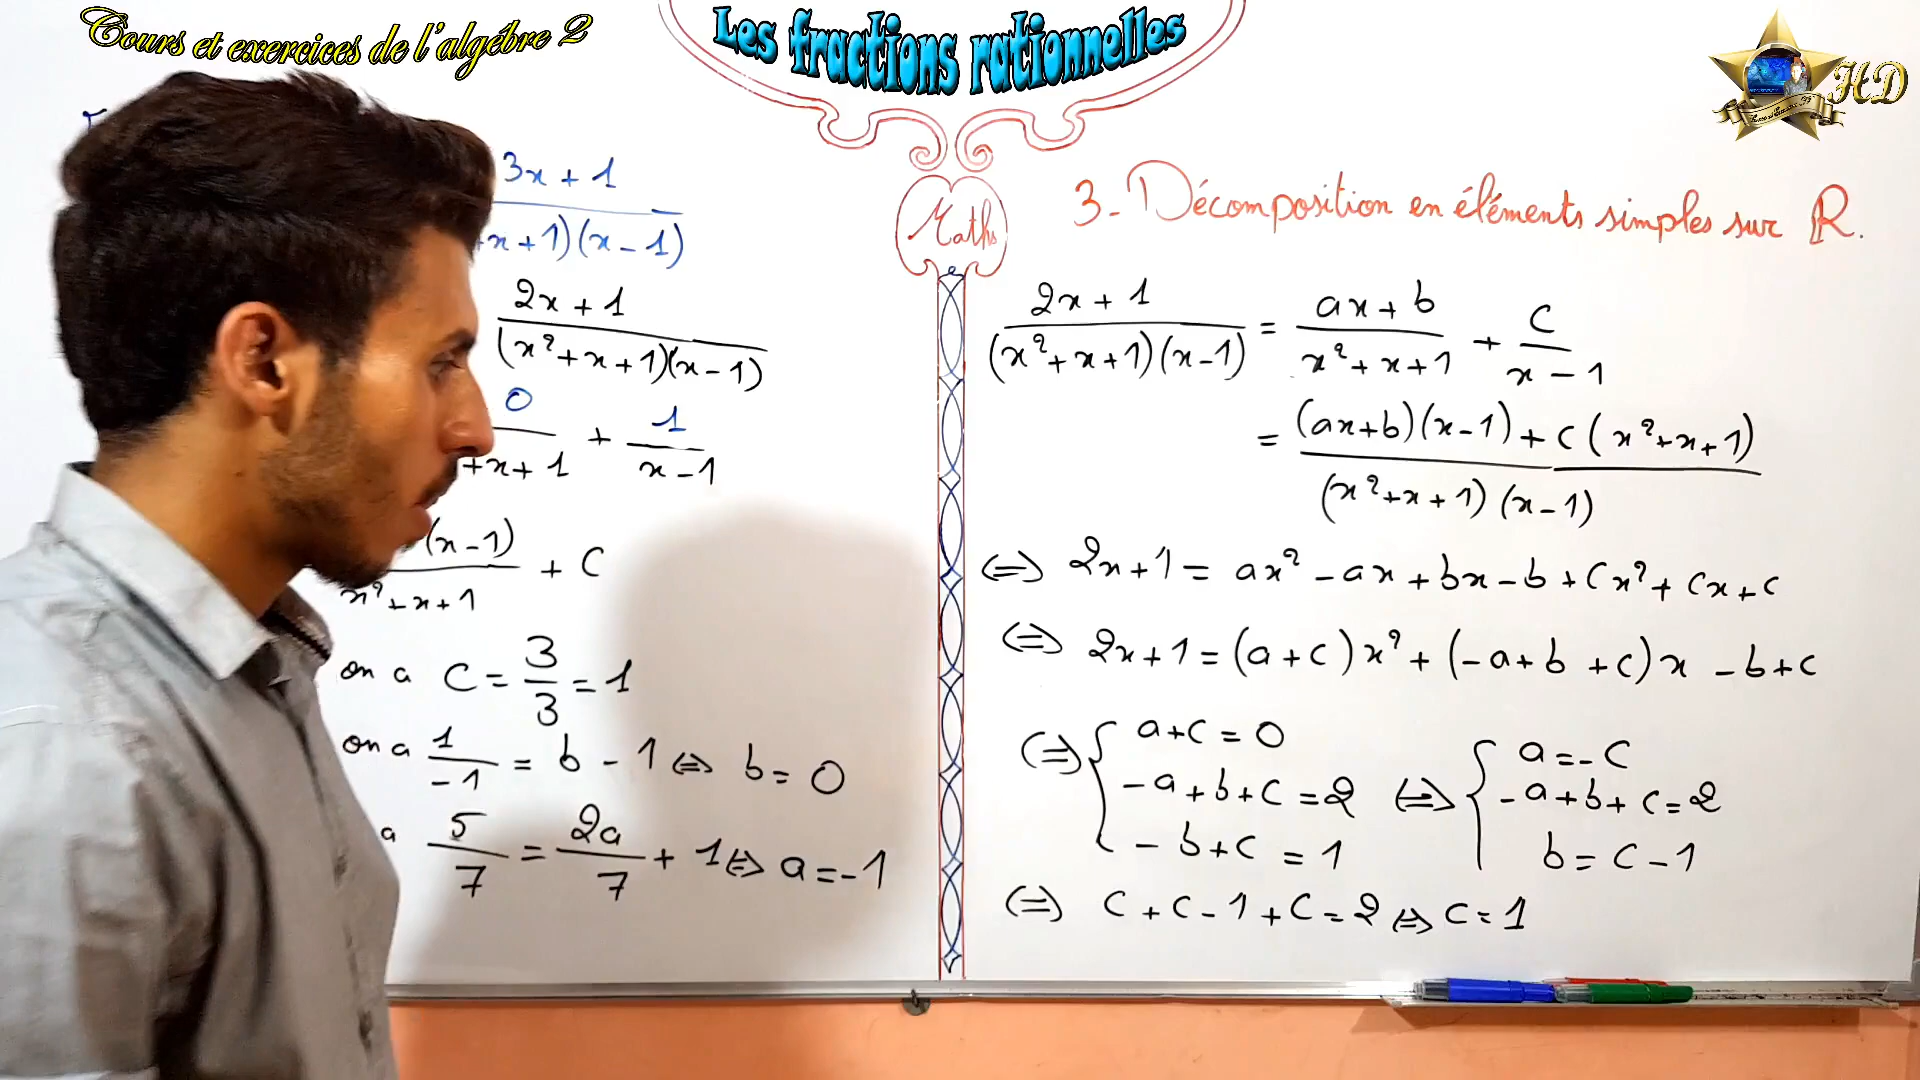 Cours et exercices de l'algébre 2
Les fractions rationnelles
HD
Maths
3x + 1
x + 1)(x - 1)
2x + 1
(x² + x + 1)(x - 1)
0 + 1
+x + 1 x - 1
(x - 1) + C
x² + x + 1
on a C = 3/3 = 1
on a 1/-1 = b - 1 <=> b = 0
a 5/7 = 2a/7 + 1 <=> a = -1
3 - Décomposition en éléments simples sur R.
2x + 1 / (x² + x + 1)(x - 1) = ax + b / x² + x + 1 + C / x - 1
= (ax + b)(x - 1) + C(x² + x + 1) / (x² + x + 1)(x - 1)
<=> 2x + 1 = ax² - ax + bx - b + Cx² + Cx + C
<=> 2x + 1 = (a + C)x² + (-a + b + C)x - b + C
<=> { a + C = 0
-a + b + C = 2
-b + C = 1
<=> { a = -C
-a + b + C = 2
b = C - 1
<=> C + C - 1 + C = 2 <=> C = 1